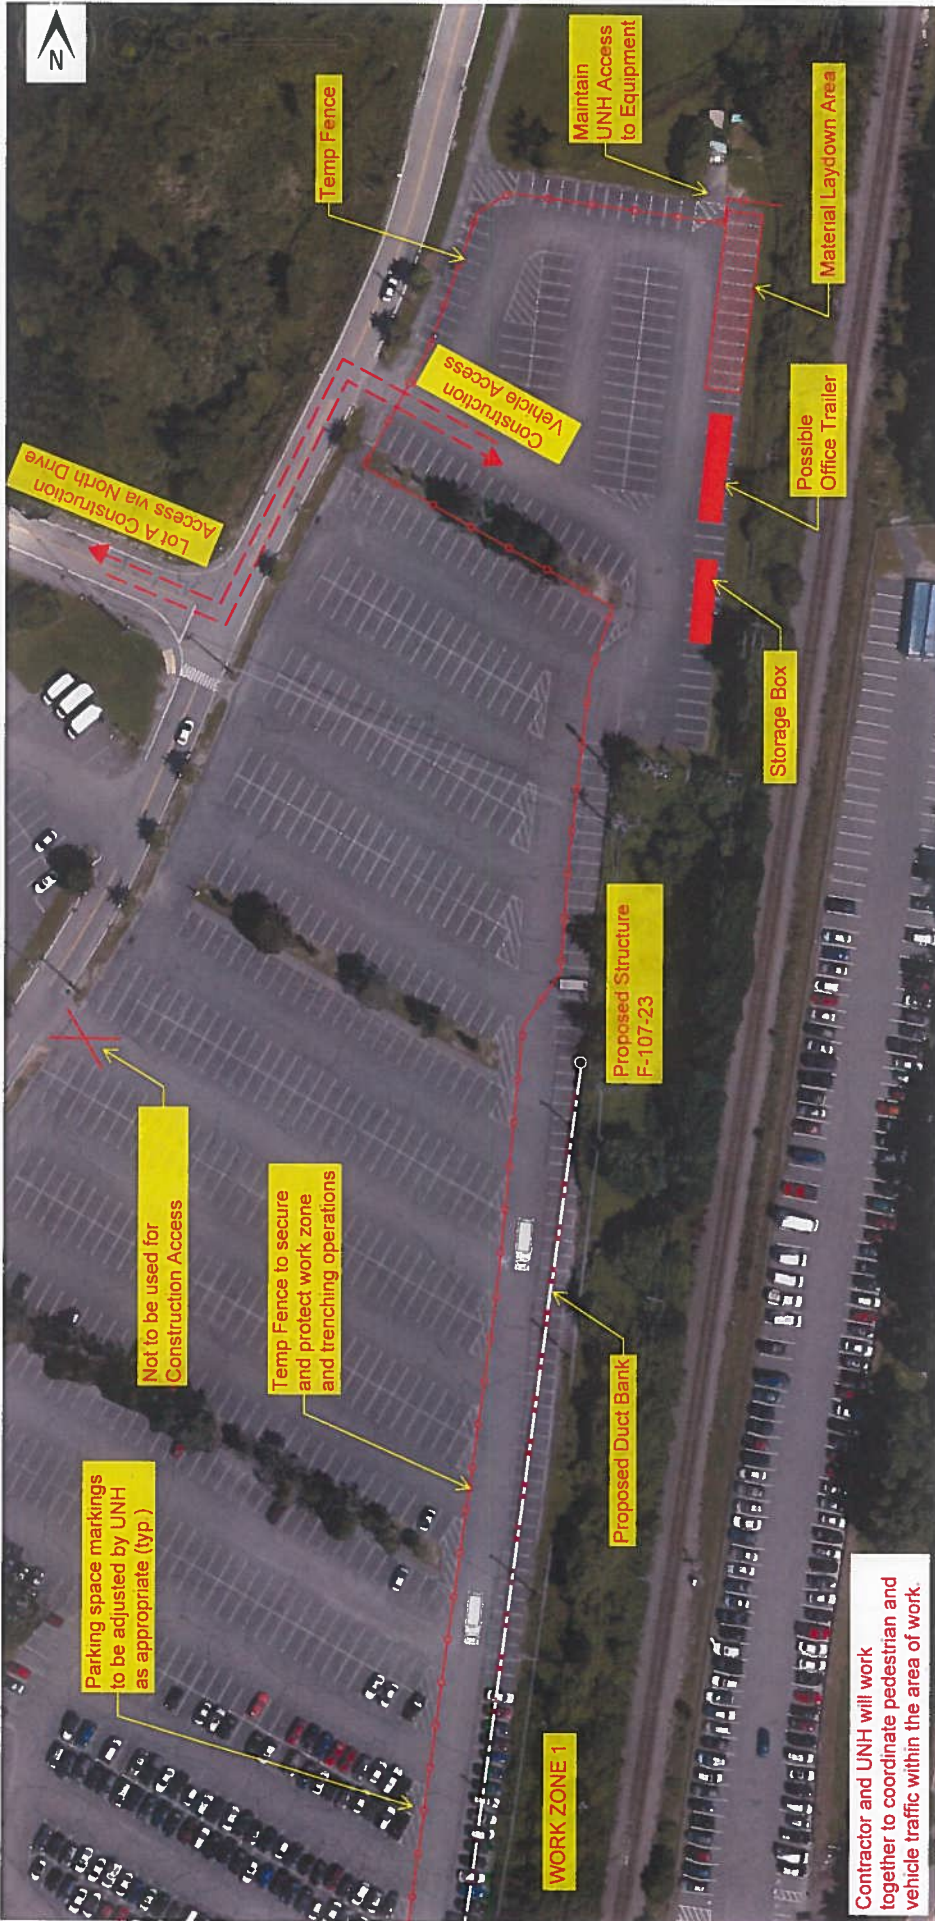 Parking space markings
to be adjusted by UNH
as appropriate (typ.)
Not to be used for
Construction Access
Temp Fence to secure
and protect work zone
and trenching operations
Lot A Construction
Access via North Drive
Construction
Vehicle Access
Temp Fence
N
Maintain
UNH Access
to Equipment
Material Laydown Area
Possible
Office Trailer
Storage Box
Proposed Structure
F-107-23
Proposed Duct Bank
WORK ZONE 1
Contractor and UNH will work
together to coordinate pedestrian and
vehicle traffic within the area of work.